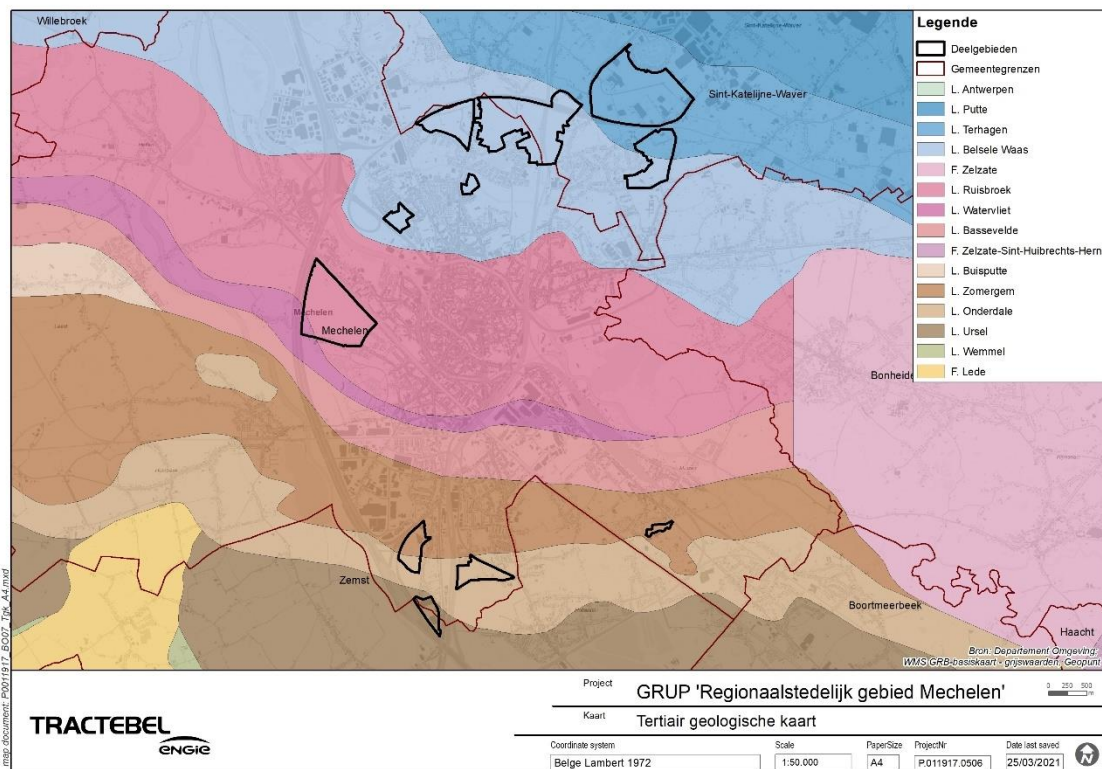 Willebroek
Sint-Katelijne-Waver
Mechelen
Mechelen
Bonheide
Zemst
Boortmeerbeek
Haacht
Legende
Deelgebieden
Gemeentegrenzen
L. Antwerpen
L. Putte
L. Terhagen
L. Belsele Waas
F. Zelzate
L. Ruisbroek
L. Watervliet
L. Bassevelde
F. Zelzate-Sint-Huibrechts-Hern
L. Buisputte
L. Zomergem
L. Onderdale
L. Ursel
L. Wemmel
F. Lede
Bron: Departement Omgeving;
WMS GRB-basiskaart - grijswaarden, Geopunt
map document: P0011917_BO07_Tgk_A4.mxd
TRACTEBEL
ENGIE
Project GRUP 'Regionaalstedelijk gebied Mechelen'
0 250 500
m
Kaart Tertiair geologische kaart
Coordinate system Scale PaperSize ProjectNr Date last saved
Belge Lambert 1972 1:50.000 A4 P.011917.0506 25/03/2021